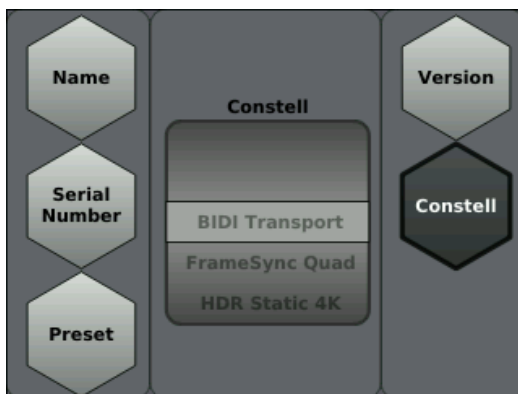 Name
Serial
Number
Preset
Constell
BIDI Transport
FrameSync Quad
HDR Static 4K
Version
Constell